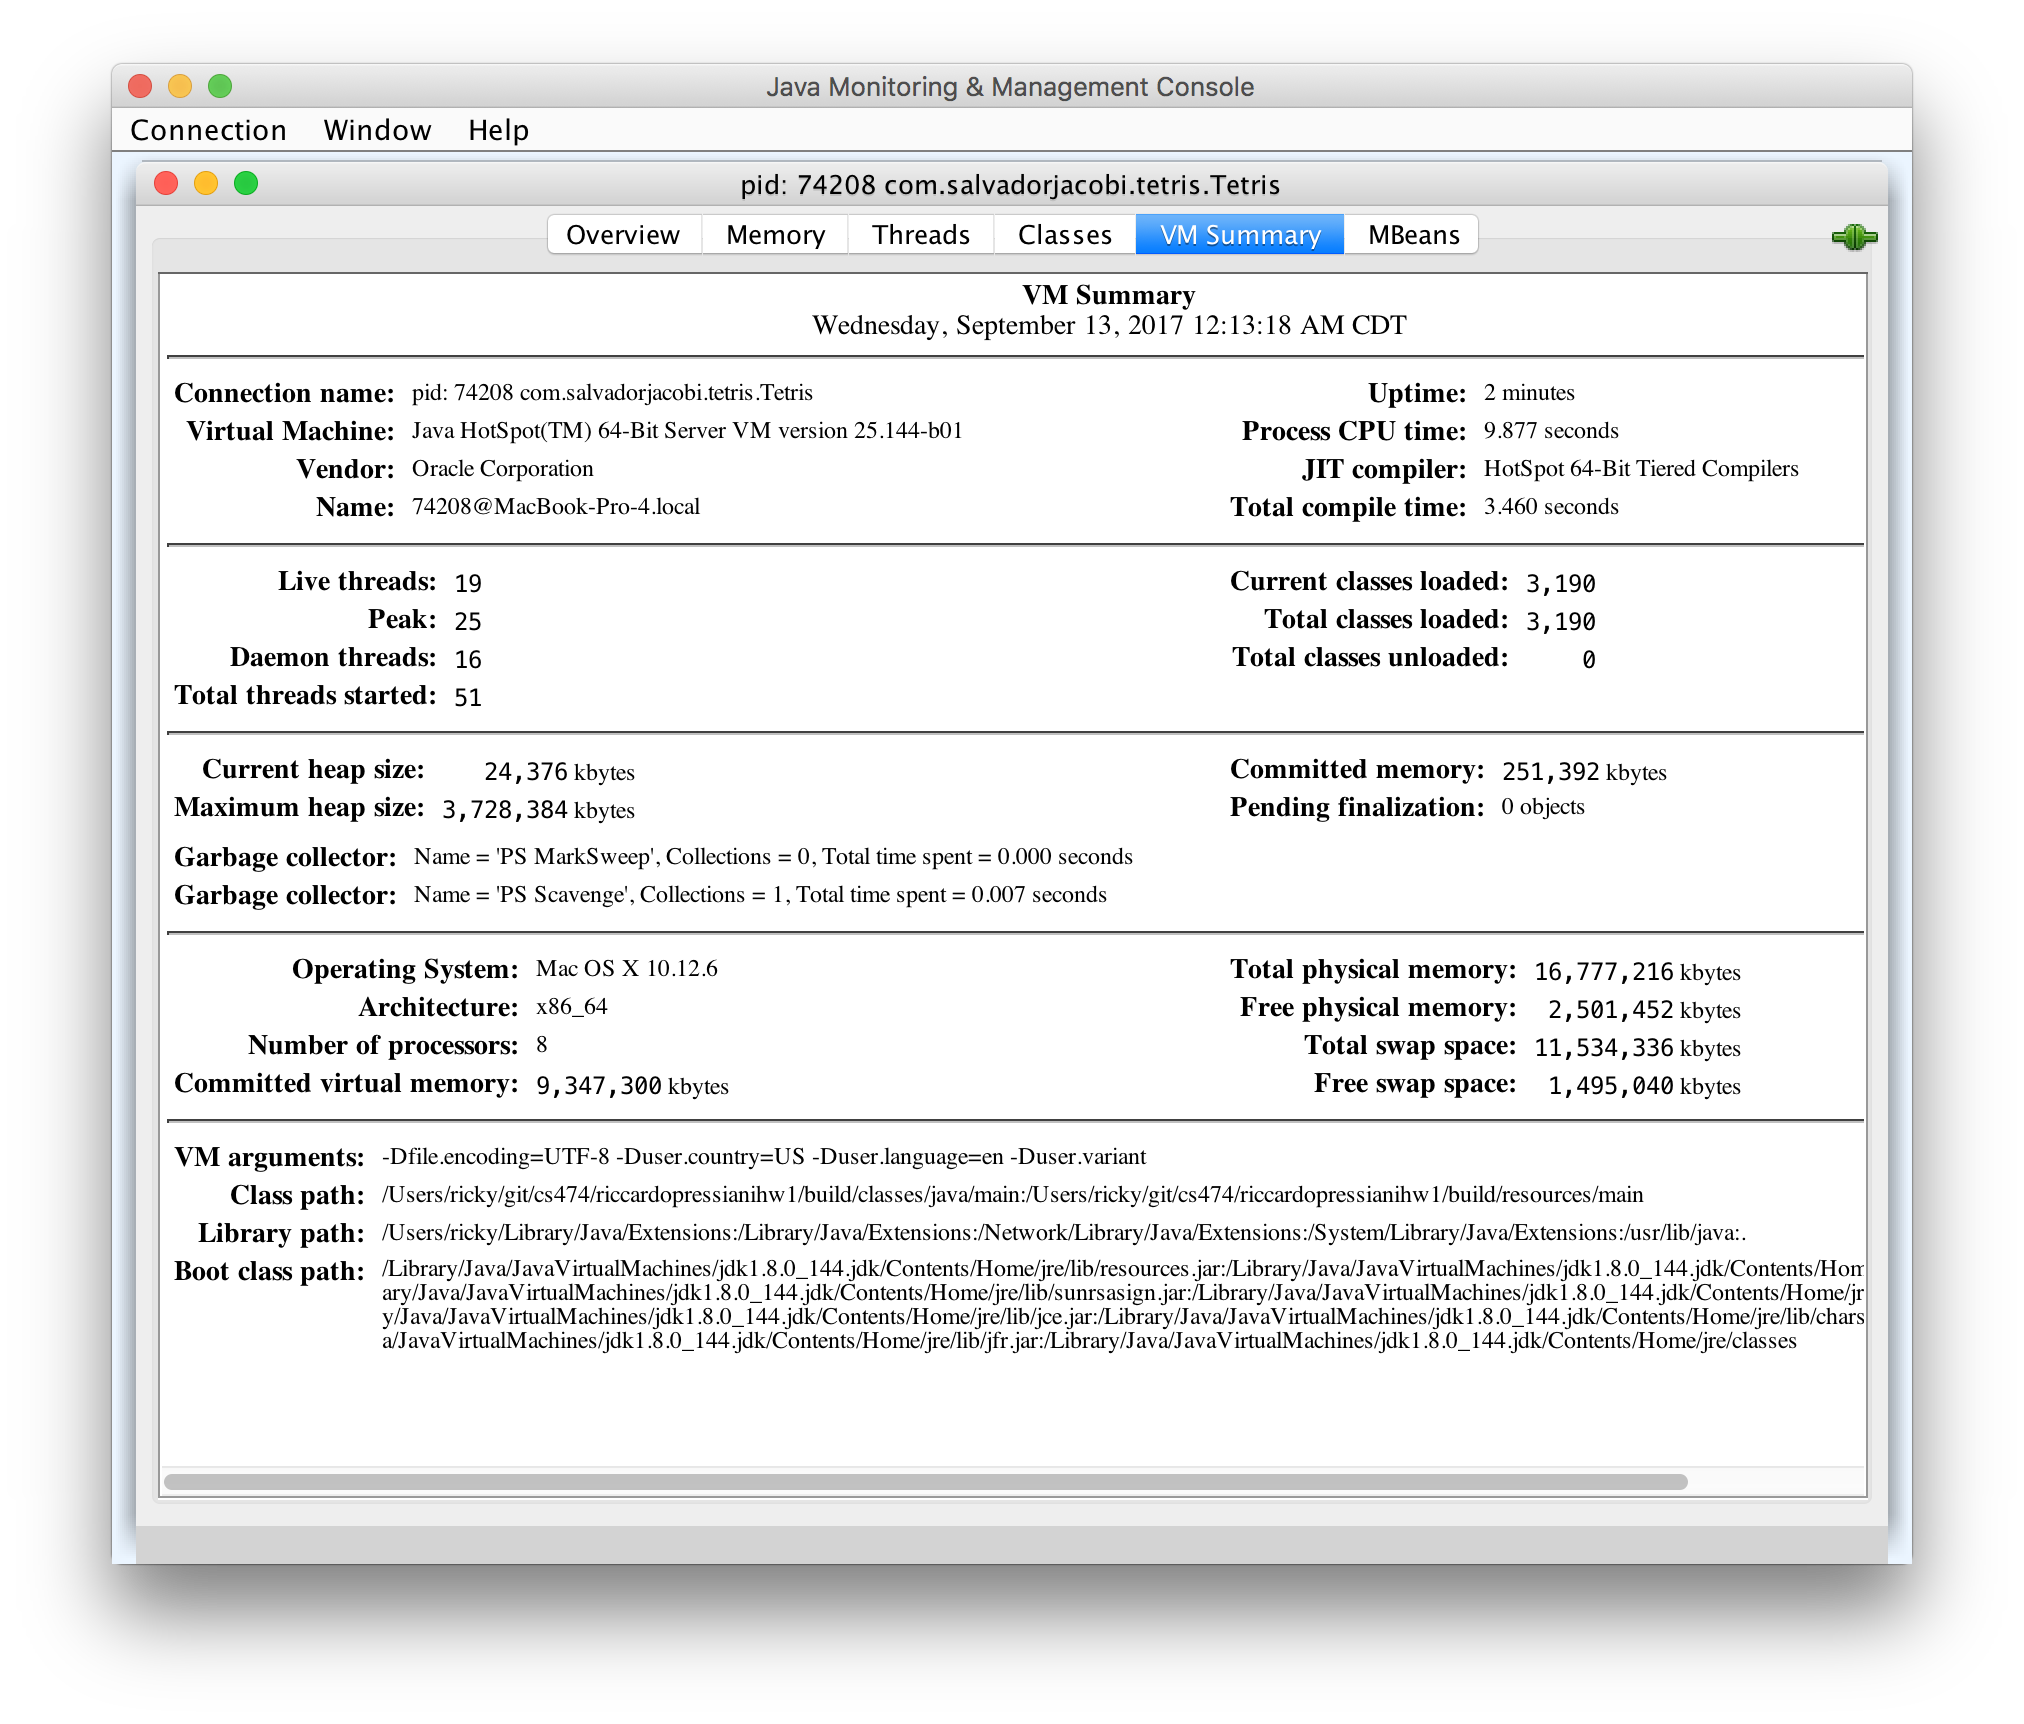 Java Monitoring & Management Console
Connection Window Help
pid: 74208 com.salvadorjacobi.tetris.Tetris
Overview Memory Threads Classes VM Summary MBeans
VM Summary
Wednesday, September 13, 2017 12:13:18 AM CDT
Connection name: pid: 74208 com.salvadorjacobi.tetris.Tetris Uptime: 2 minutes
Virtual Machine: Java HotSpot(TM) 64-Bit Server VM version 25.144-b01 Process CPU time: 9.877 seconds
Vendor: Oracle Corporation JIT compiler: HotSpot 64-Bit Tiered Compilers
Name: 74208@MacBook-Pro-4.local Total compile time: 3.460 seconds
Live threads: 19 Current classes loaded: 3,190
Peak: 25 Total classes loaded: 3,190
Daemon threads: 16 Total classes unloaded: 0
Total threads started: 51
Current heap size: 24,376 kbytes Committed memory: 251,392 kbytes
Maximum heap size: 3,728,384 kbytes Pending finalization: 0 objects
Garbage collector: Name = 'PS MarkSweep', Collections = 0, Total time spent = 0.000 seconds
Garbage collector: Name = 'PS Scavenge', Collections = 1, Total time spent = 0.007 seconds
Operating System: Mac OS X 10.12.6 Total physical memory: 16,777,216 kbytes
Architecture: x86_64 Free physical memory: 2,501,452 kbytes
Number of processors: 8 Total swap space: 11,534,336 kbytes
Committed virtual memory: 9,347,300 kbytes Free swap space: 1,495,040 kbytes
VM arguments: -Dfile.encoding=UTF-8 -Duser.country=US -Duser.language=en -Duser.variant
Class path: /Users/ricky/git/cs474/riccardopressianihw1/build/classes/java/main:/Users/ricky/git/cs474/riccardopressianihw1/build/resources/main
Library path: /Users/ricky/Library/Java/Extensions:/Library/Java/Extensions:/Network/Library/Java/Extensions:/System/Library/Java/Extensions:/usr/lib/java:.
Boot class path: /Library/Java/JavaVirtualMachines/jdk1.8.0_144.jdk/Contents/Home/jre/lib/resources.jar:/Library/Java/JavaVirtualMachines/jdk1.8.0_144.jdk/Contents/Hom
ary/Java/JavaVirtualMachines/jdk1.8.0_144.jdk/Contents/Home/jre/lib/sunrsasign.jar:/Library/Java/JavaVirtualMachines/jdk1.8.0_144.jdk/Contents/Home/jr
y/Java/JavaVirtualMachines/jdk1.8.0_144.jdk/Contents/Home/jre/lib/jce.jar:/Library/Java/JavaVirtualMachines/jdk1.8.0_144.jdk/Contents/Home/jre/lib/chars
a/JavaVirtualMachines/jdk1.8.0_144.jdk/Contents/Home/jre/lib/jfr.jar:/Library/Java/JavaVirtualMachines/jdk1.8.0_144.jdk/Contents/Home/jre/classes